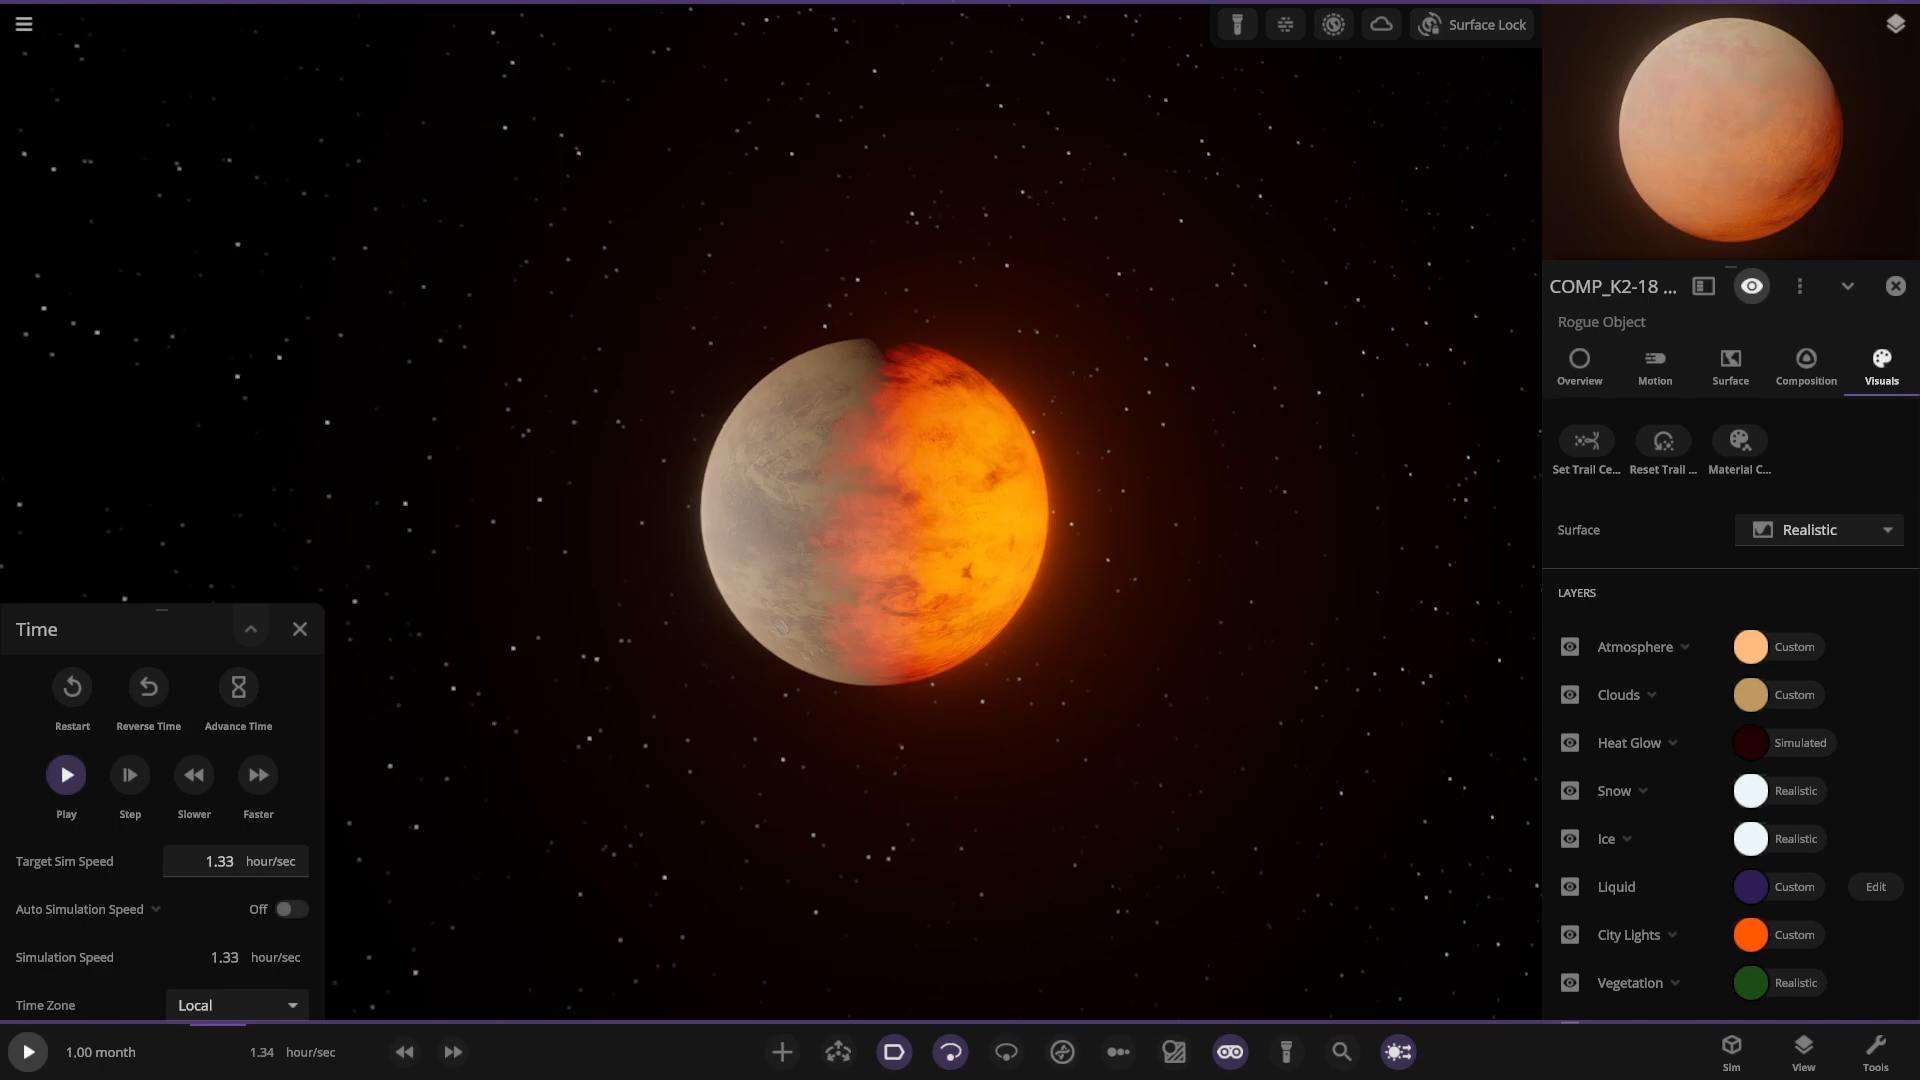 Surface Lock
COMP_K2-18 ...
Rogue Object
Overview
Motion
Surface
Composition
Visuals
Set Trail Ce...
Reset Trail ...
Material C...
Surface
Realistic
LAYERS
Atmosphere
Custom
Clouds
Custom
Heat Glow
Simulated
Snow
Realistic
Ice
Realistic
Liquid
Custom
Edit
City Lights
Custom
Vegetation
Realistic
Time
Restart
Reverse Time
Advance Time
Play
Step
Slower
Faster
Target Sim Speed
1.33 hour/sec
Auto Simulation Speed
Off
Simulation Speed
1.33 hour/sec
Time Zone
Local
1.00 month
1.34 hour/sec
Sim
View
Tools